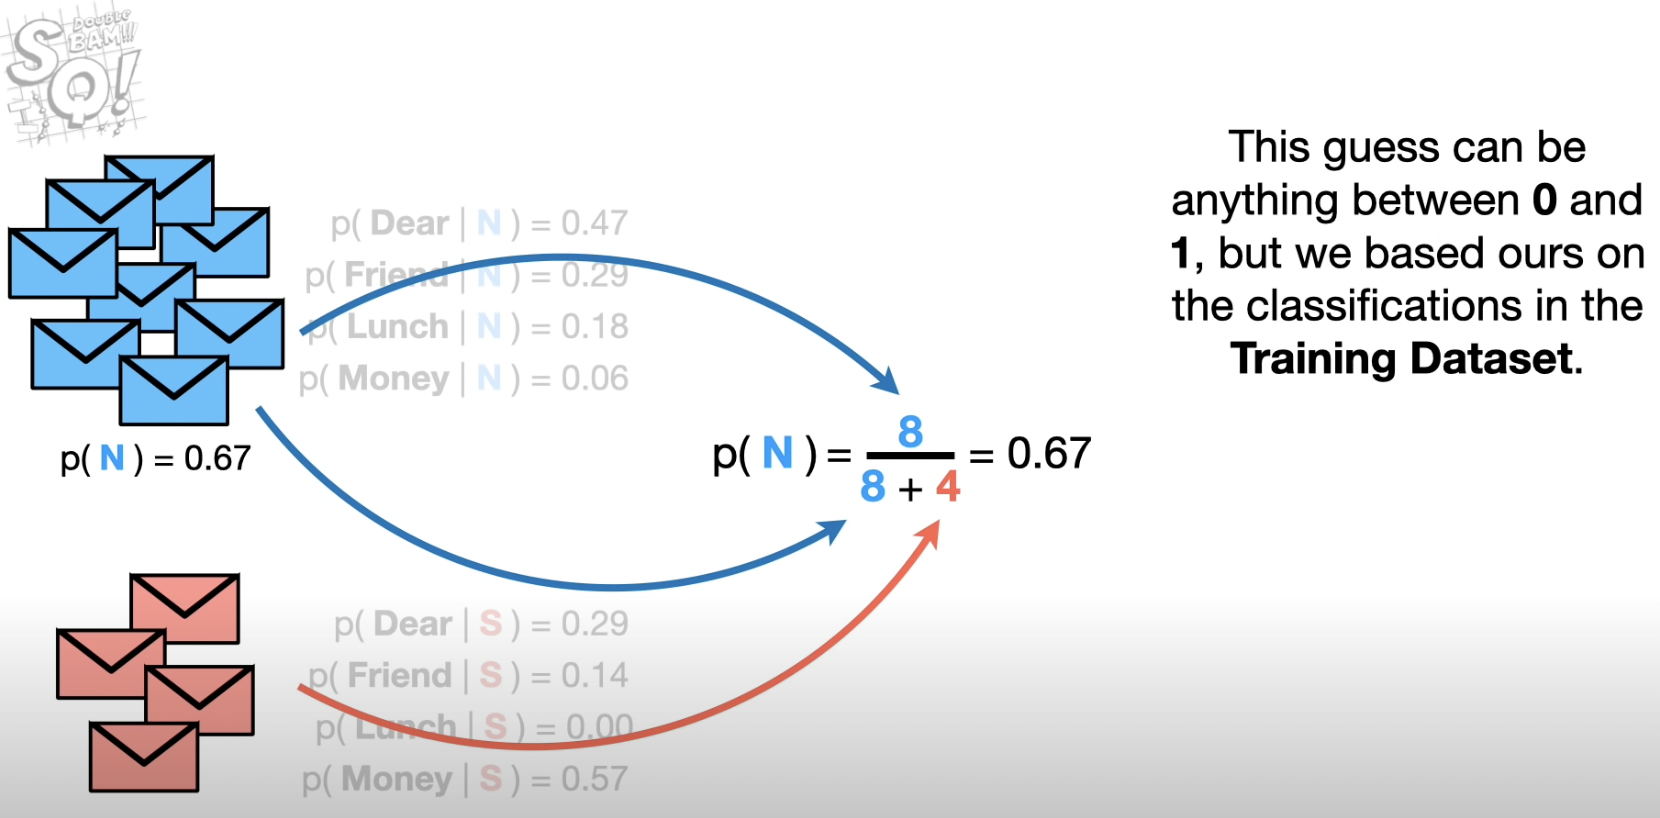 DOUBLE
BAM!!!
SQ!
This guess can be
anything between 0 and
1, but we based ours on
the classifications in the
Training Dataset.
p( Dear | N ) = 0.47
p( Friend | N ) = 0.29
p( Lunch | N ) = 0.18
p( Money | N ) = 0.06
p( N ) = 0.67
p( N ) = 8 / 8 + 4 = 0.67
p( Dear | S ) = 0.29
p( Friend | S ) = 0.14
p( Lunch | S ) = 0.00
p( Money | S ) = 0.57